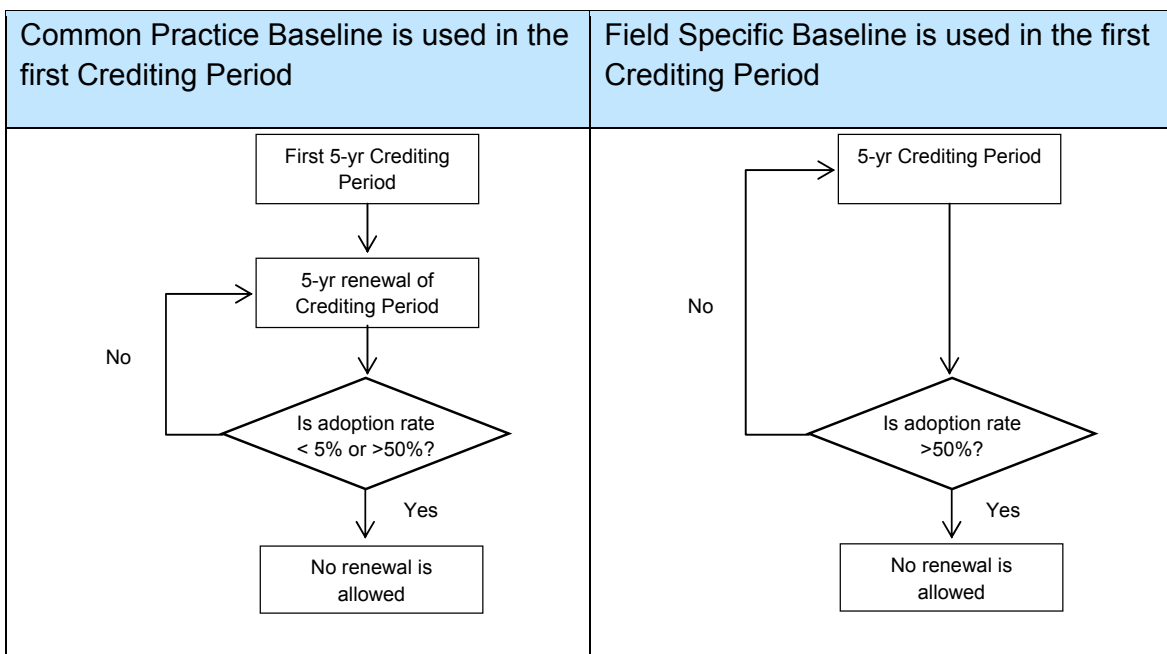 Common Practice Baseline is used in the
first Crediting Period
Field Specific Baseline is used in the first
Crediting Period
First 5-yr Crediting
Period
5-yr renewal of
Crediting Period
No
Is adoption rate
< 5% or >50%?
Yes
No renewal is
allowed
5-yr Crediting Period
No
Is adoption rate
>50%?
Yes
No renewal is
allowed